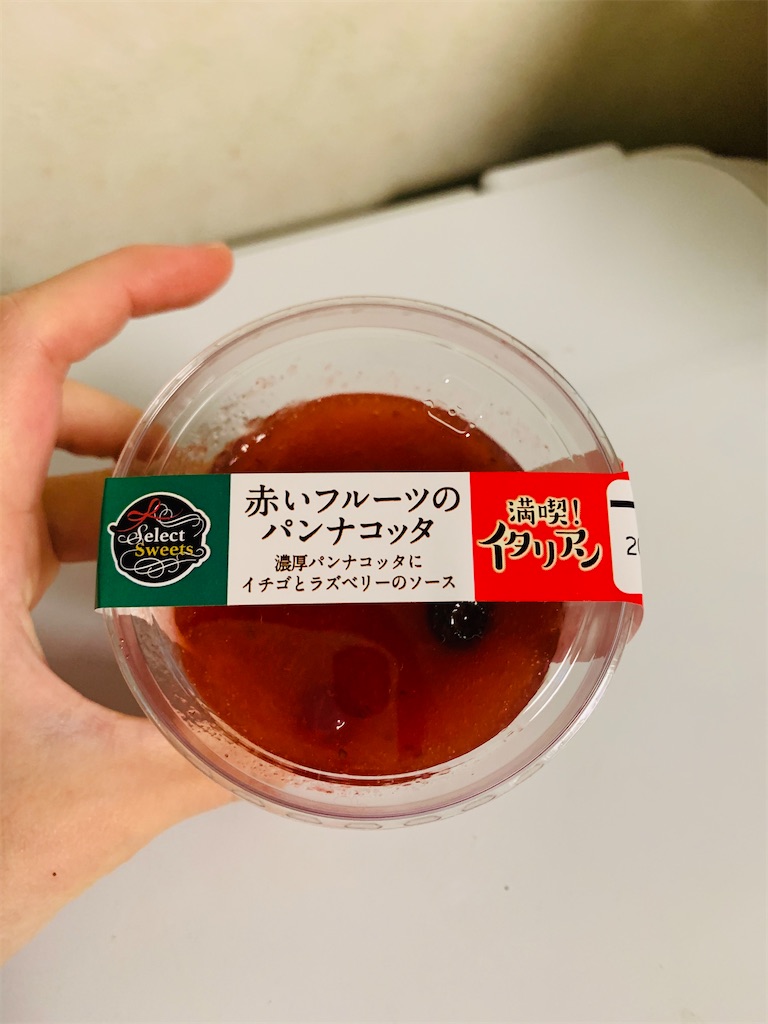 Select
Sweets
赤いフルーツの
パンナコッタ
濃厚パンナコッタに
イチゴとラズベリーのソース
満喫!
イタリアン